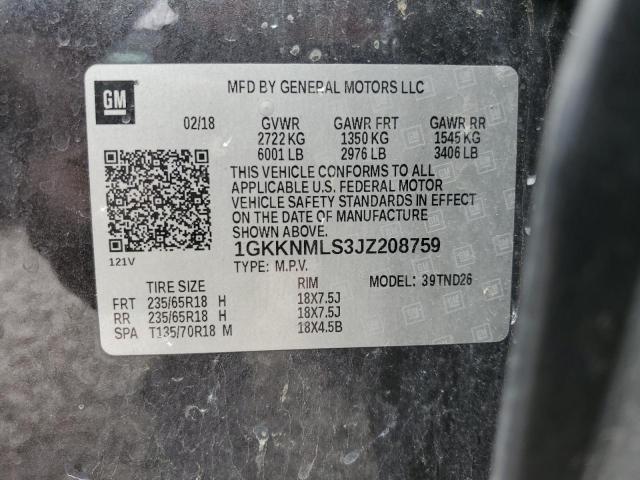 GM
MFD BY GENERAL MOTORS LLC
02/18 GVWR GAWR FRT GAWR RR
2722 KG 1350 KG 1545 KG
6001 LB 2976 LB 3406 LB
THIS VEHICLE CONFORMS TO ALL
APPLICABLE U.S. FEDERAL MOTOR
VEHICLE SAFETY STANDARDS IN EFFECT
ON THE DATE OF MANUFACTURE
SHOWN ABOVE.
121V
1GKKNMLS3JZ208759
TYPE: M.P.V. MODEL: 39TND26
TIRE SIZE RIM
FRT 235/65R18 H 18X7.5J
RR 235/65R18 H 18X7.5J
SPA T135/70R18 M 18X4.5B